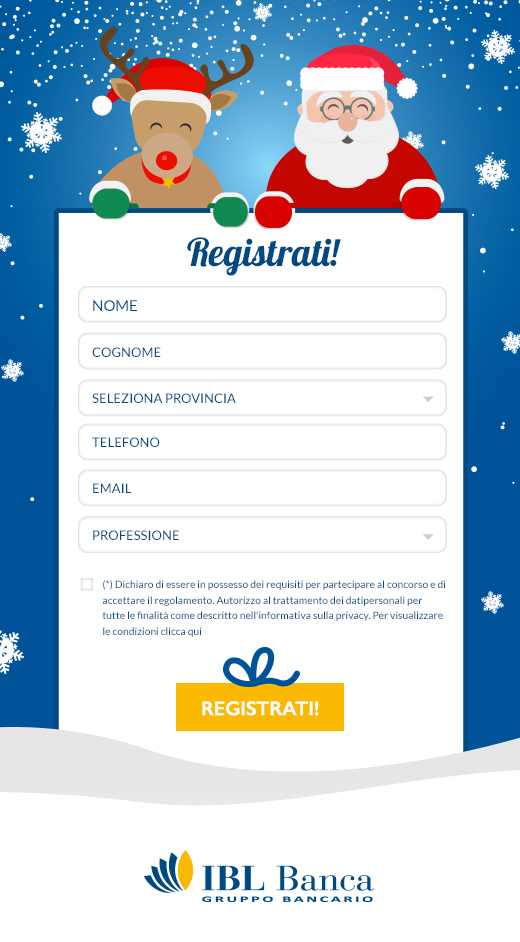 Registrati!
NOME
COGNOME
SELEZIONA PROVINCIA
TELEFONO
EMAIL
PROFESSIONE
(*) Dichiaro di essere in possesso dei requisiti per partecipare al concorso e di
accettare il regolamento. Autorizzo al trattamento dei datipersonali per
tutte le finalità come descritto nell'informativa sulla privacy. Per visualizzare
le condizioni clicca qui
REGISTRATI!
IBL Banca
GRUPPO BANCARIO